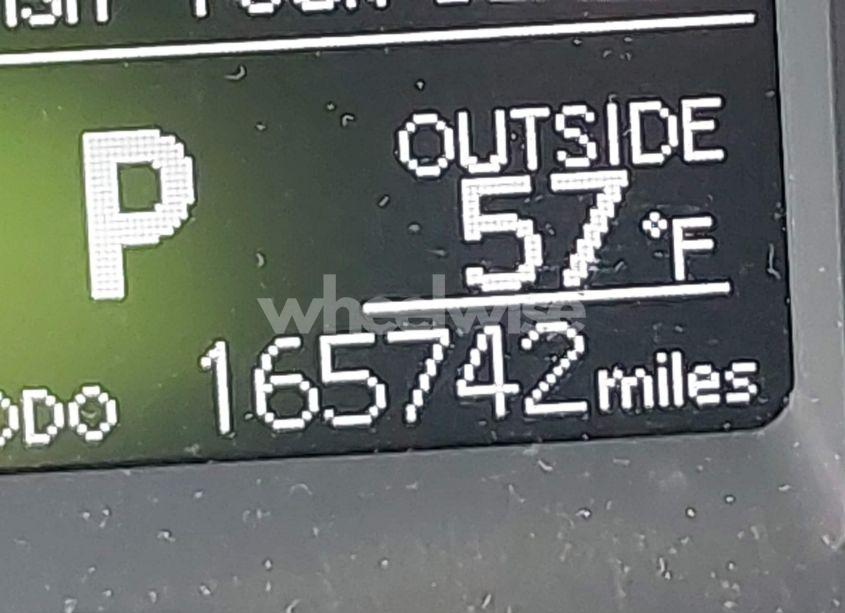 P
OUTSIDE
57 °F
wheelwise
ODO 165742 miles